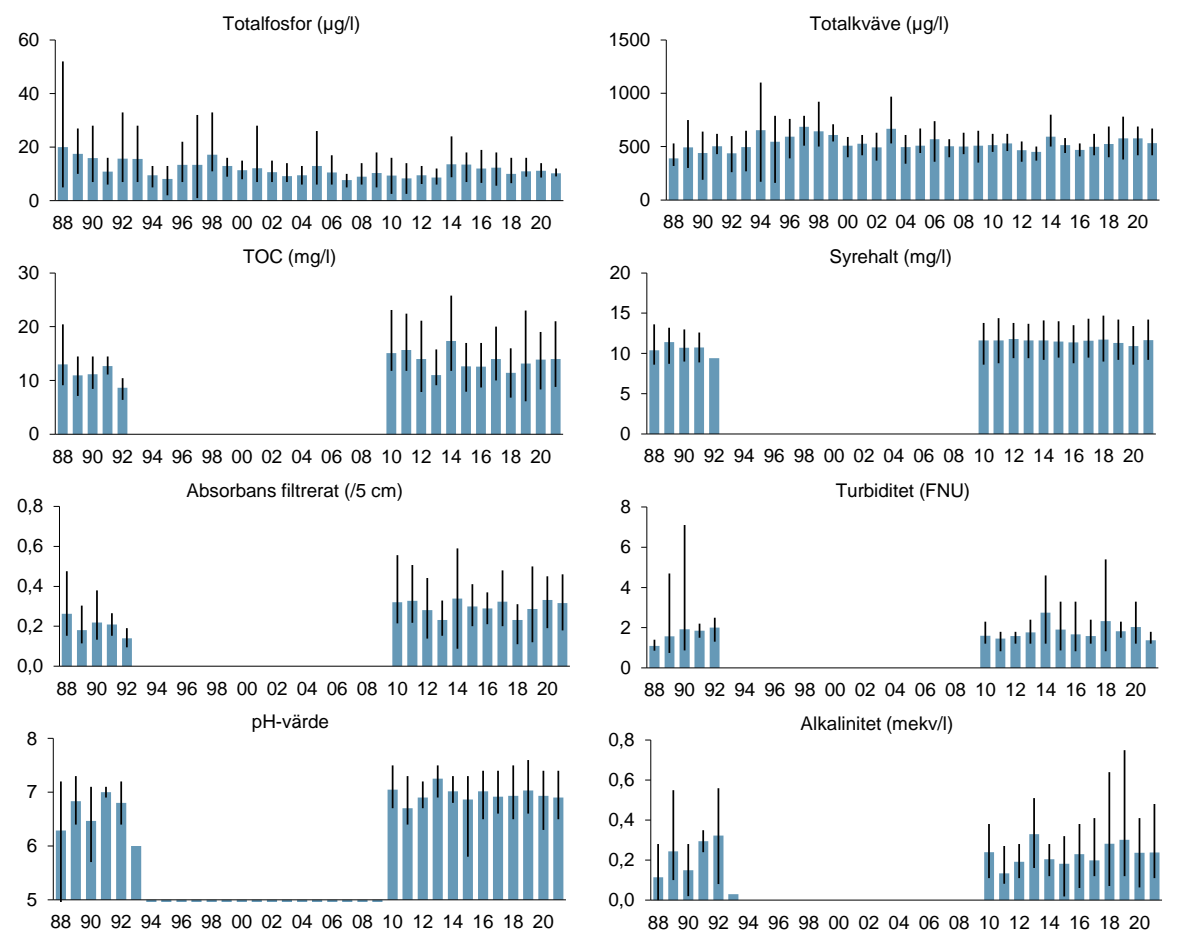 Totalfosfor (µg/l)
60
40
20
0
88 90 92 94 96 98 00 02 04 06 08 10 12 14 16 18 20
Totalkväve (µg/l)
1500
1000
500
0
88 90 92 94 96 98 00 02 04 06 08 10 12 14 16 18 20
TOC (mg/l)
30
20
10
0
88 90 92 94 96 98 00 02 04 06 08 10 12 14 16 18 20
Syrehalt (mg/l)
20
15
10
5
0
88 90 92 94 96 98 00 02 04 06 08 10 12 14 16 18 20
Absorbans filtrerat (/5 cm)
0,8
0,6
0,4
0,2
0,0
88 90 92 94 96 98 00 02 04 06 08 10 12 14 16 18 20
Turbiditet (FNU)
8
6
4
2
0
88 90 92 94 96 98 00 02 04 06 08 10 12 14 16 18 20
pH-värde
8
7
6
5
88 90 92 94 96 98 00 02 04 06 08 10 12 14 16 18 20
Alkalinitet (mekv/l)
0,8
0,6
0,4
0,2
0,0
88 90 92 94 96 98 00 02 04 06 08 10 12 14 16 18 20